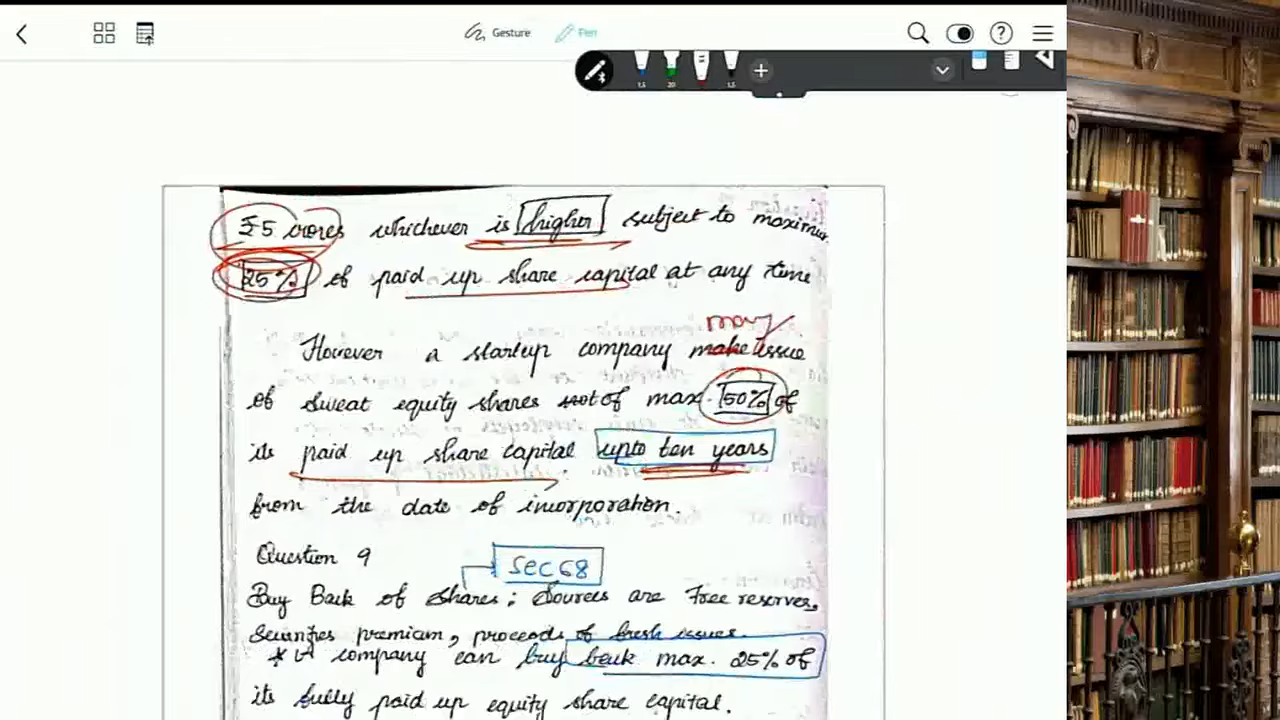 Gesture Pen
₹5 crores whichever is higher subject to maximum
25% of paid up share capital at any time
may
However a startup company make issue
of sweat equity shares not of max. 50% of
its paid up share capital upto ten years
from the date of incorporation.
Question 9
Sec 68
Buy Back of Shares; Sources are Free reserves,
Securities premium, proceeds of fresh issues.
* A company can buy back max. 25% of
its fully paid up equity share capital.